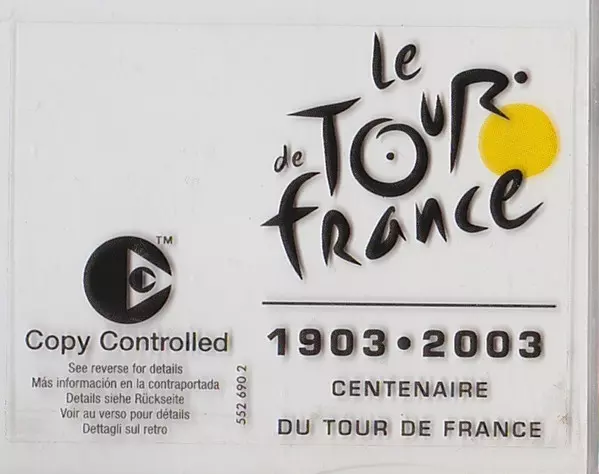 Le
de TOUR
france
1903 • 2003
CENTENAIRE
DU TOUR DE FRANCE
TM
Copy Controlled
See reverse for details
Más información en la contraportada
Details siehe Rückseite
Voir au verso pour détails
Dettagli sul retro
552 690 2